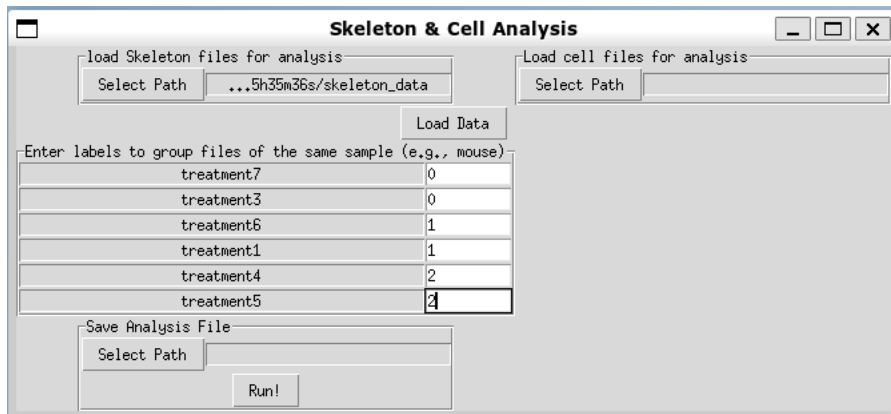 Skeleton & Cell Analysis
load Skeleton files for analysis
Load cell files for analysis
Select Path ...5h35m36s/skeleton_data
Select Path
Load Data
Enter labels to group files of the same sample (e.g., mouse)
treatment7 0
treatment3 0
treatment6 1
treatment1 1
treatment4 2
treatment5 2
Save Analysis File
Select Path
Run!